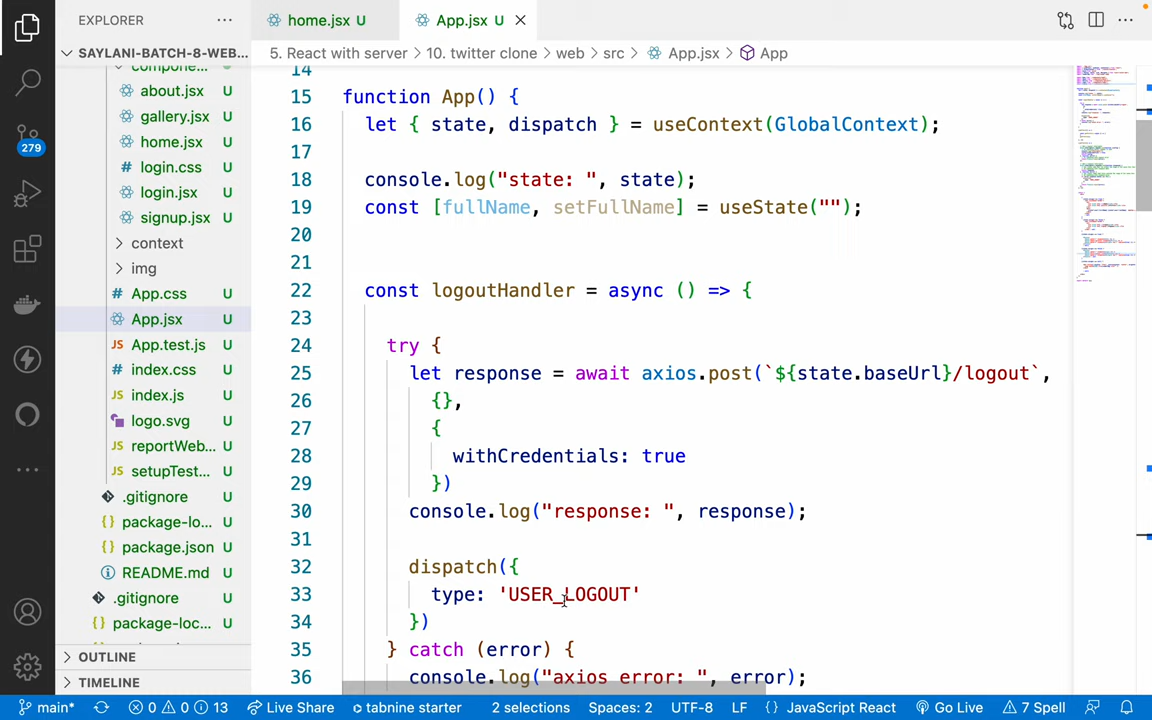 EXPLORER
SAYLANI-BATCH-8-WEB...
about.jsx U
gallery.jsx U
home.jsx U
login.css U
login.jsx U
signup.jsx U
context
img
App.css U
App.jsx U
App.test.js U
index.css U
index.js U
logo.svg U
reportWeb... U
setupTest... U
.gitignore U
package-lo... U
package.json U
README.md U
.gitignore U
package-loc... U
OUTLINE
TIMELINE
279
home.jsx U
App.jsx U
5. React with server > 10. twitter clone > web > src > App.jsx > App
14
15 function App() {
16 let { state, dispatch } = useContext(GlobalContext);
17
18 console.log("state: ", state);
19 const [fullName, setFullName] = useState("");
20
21
22 const logoutHandler = async () => {
23
24 try {
25 let response = await axios.post(`${state.baseUrl}/logout`,
26 {},
27 {
28 withCredentials: true
29 })
30 console.log("response: ", response);
31
32 dispatch({
33 type: 'USER_LOGOUT'
34 })
35 } catch (error) {
36 console.log("axios error: ", error);
main* 0 0 13 Live Share tabnine starter 2 selections Spaces: 2 UTF-8 LF {} JavaScript React Go Live 7 Spell